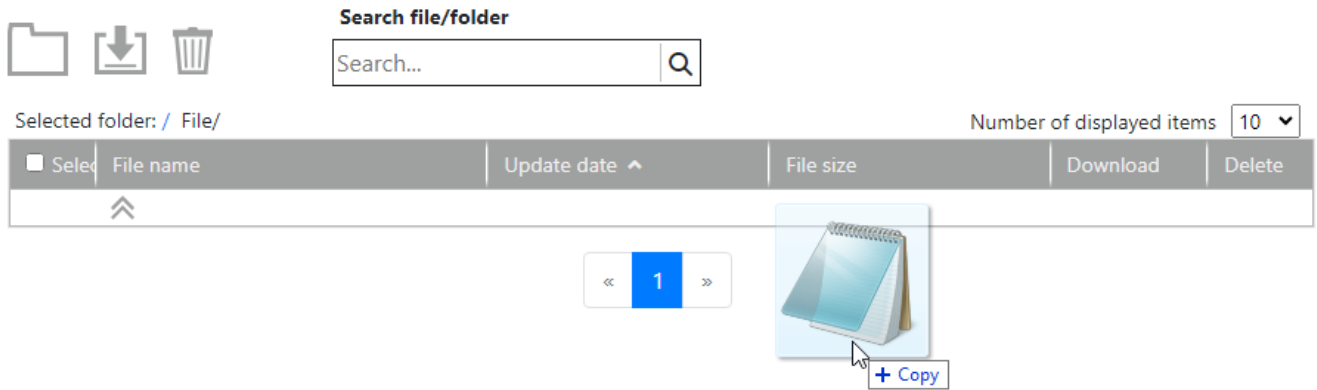 Search file/folder
Search...
Selected folder: / File/
Number of displayed items 10
Selec File name Update date File size Download Delete
« 1 »
+ Copy